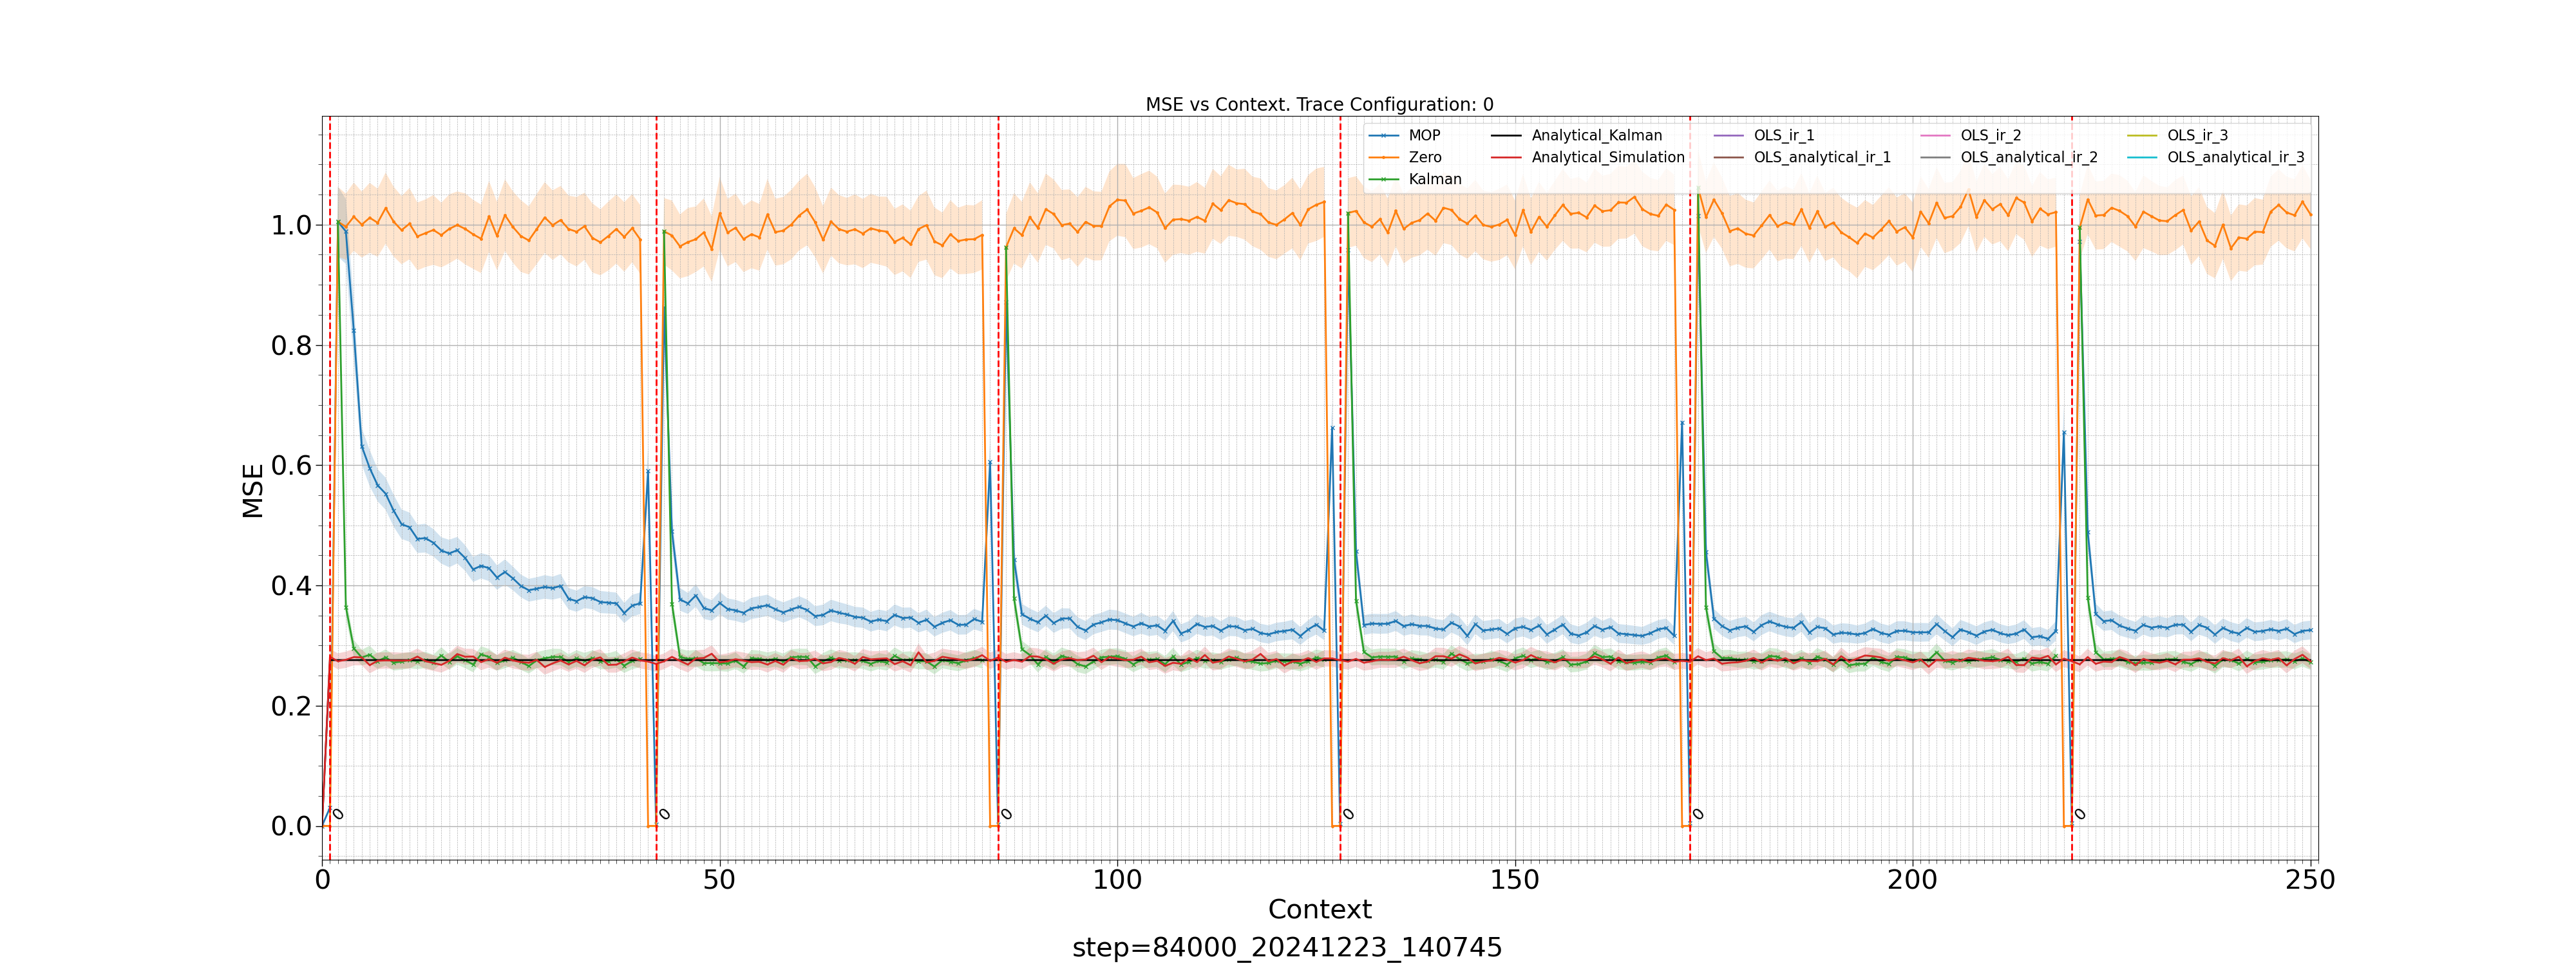 MSE vs Context. Trace Configuration: 0
MOP
Zero
Kalman
Analytical_Kalman
Analytical_Simulation
OLS_ir_1
OLS_analytical_ir_1
OLS_ir_2
OLS_analytical_ir_2
OLS_ir_3
OLS_analytical_ir_3
MSE
1.0
0.8
0.6
0.4
0.2
0.0
0
0
0
0
0
0
0
50
100
150
200
250
Context
step=84000_20241223_140745